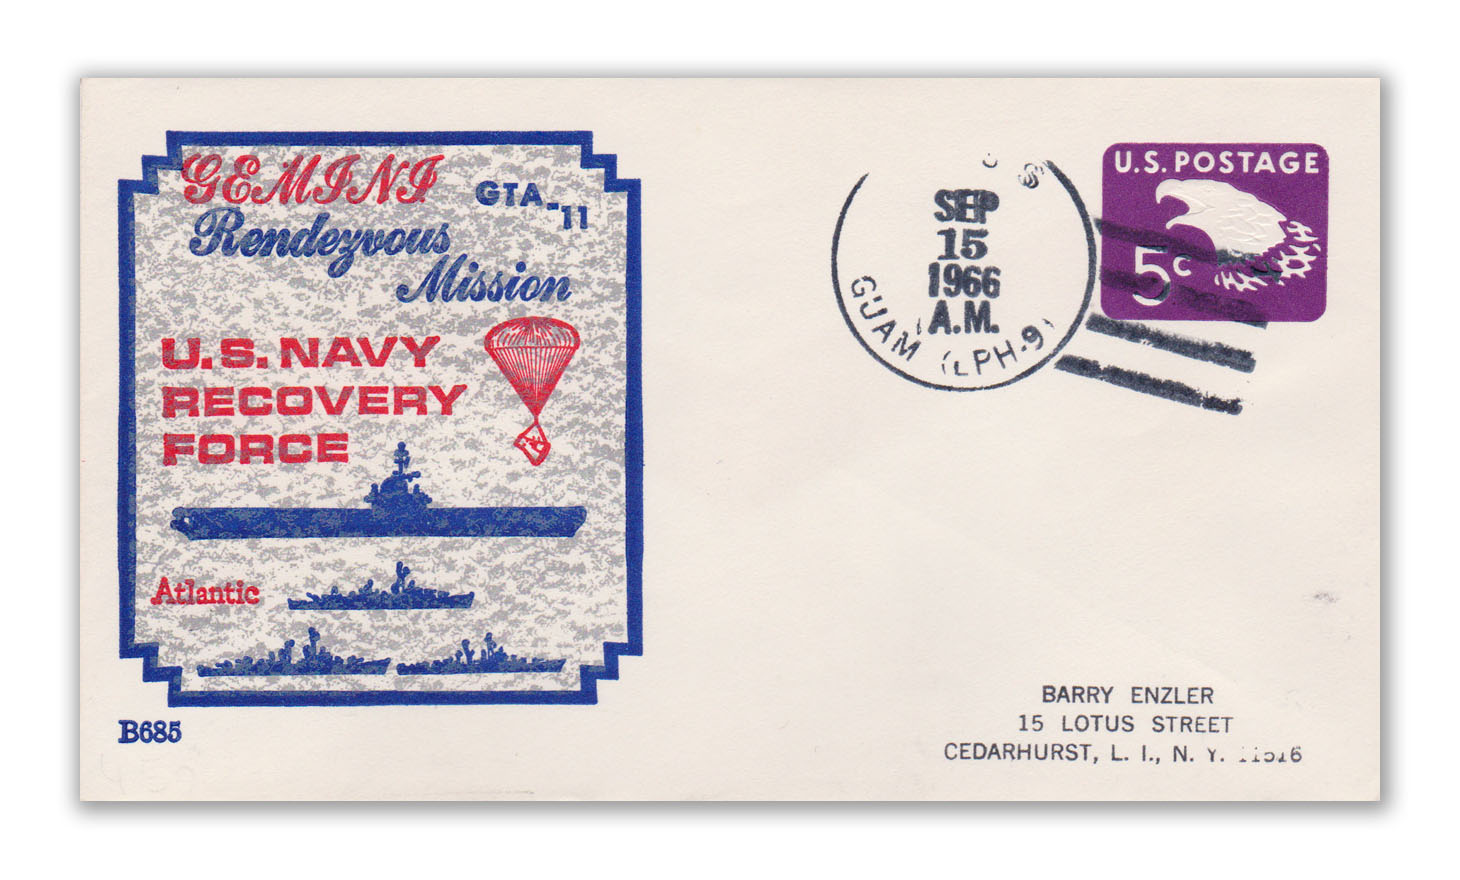 GEMINI
GTA-11
Rendezvous
Mission
U.S. NAVY
RECOVERY
FORCE
Atlantic
B685
SEP
15
1966
A.M.
GUAM (LPH-9)
U.S. POSTAGE
5c
BARRY ENZLER
15 LOTUS STREET
CEDARHURST, L. I., N. Y. 11516